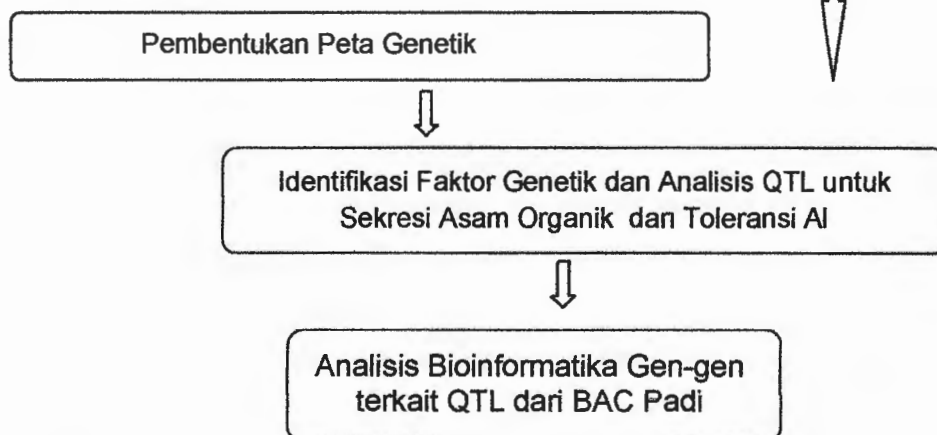 Pembentukan Peta Genetik
Identifikasi Faktor Genetik dan Analisis QTL untuk
Sekresi Asam Organik dan Toleransi Al
Analisis Bioinformatika Gen-gen
terkait QTL dari BAC Padi